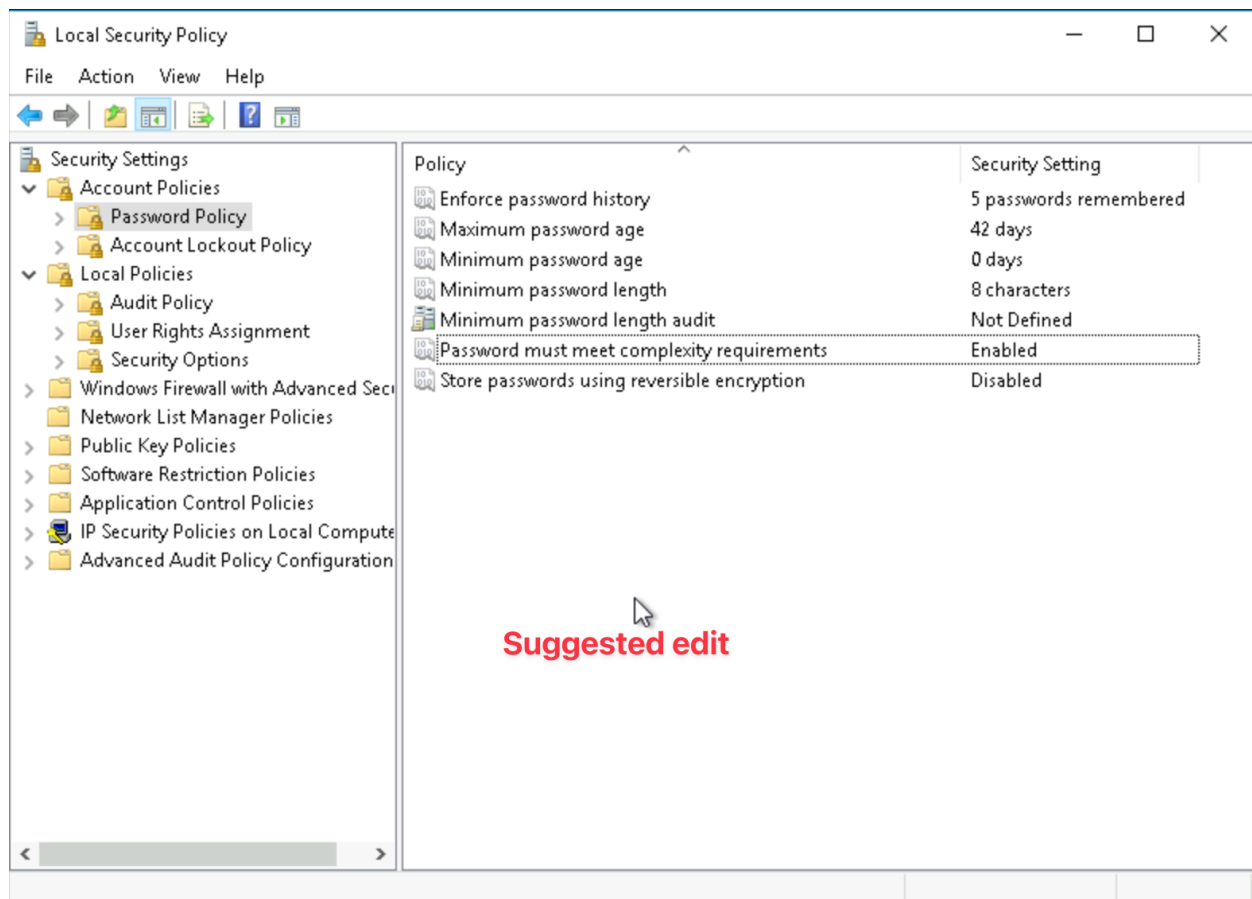 Local Security Policy
File Action View Help
Security Settings
Account Policies
Password Policy
Account Lockout Policy
Local Policies
Audit Policy
User Rights Assignment
Security Options
Windows Firewall with Advanced Secu
Network List Manager Policies
Public Key Policies
Software Restriction Policies
Application Control Policies
IP Security Policies on Local Compute
Advanced Audit Policy Configuration
Policy Security Setting
Enforce password history 5 passwords remembered
Maximum password age 42 days
Minimum password age 0 days
Minimum password length 8 characters
Minimum password length audit Not Defined
Password must meet complexity requirements Enabled
Store passwords using reversible encryption Disabled
Suggested edit